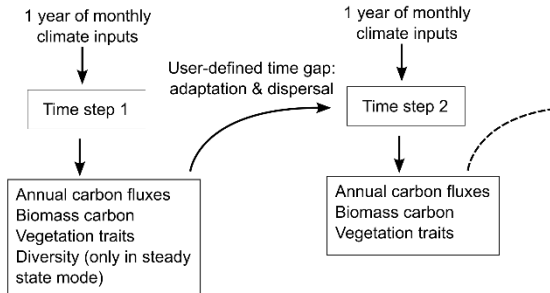 1 year of monthly
climate inputs
Time step 1
Annual carbon fluxes
Biomass carbon
Vegetation traits
Diversity (only in steady
state mode)
User-defined time gap:
adaptation & dispersal
1 year of monthly
climate inputs
Time step 2
Annual carbon fluxes
Biomass carbon
Vegetation traits